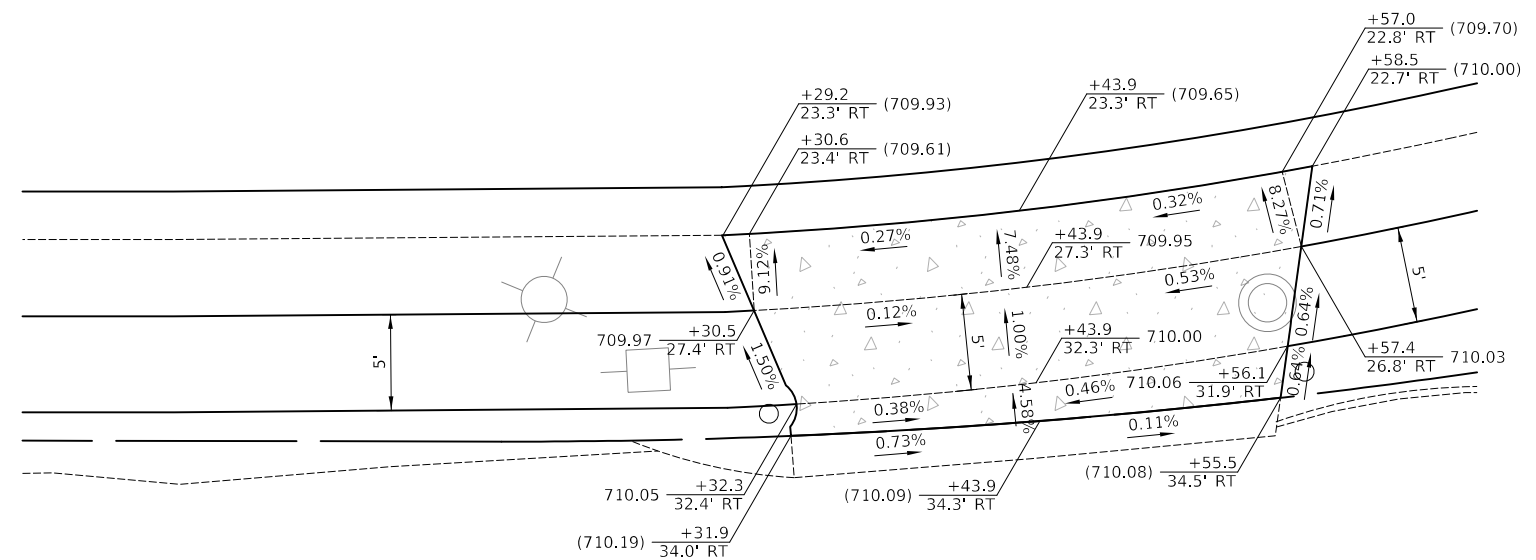 +57.0
22.8' RT (709.70)
+58.5
22.7' RT (710.00)
+29.2
23.3' RT (709.93)
+43.9
23.3' RT (709.65)
+30.6
23.4' RT (709.61)
0.32%
8.27%
0.71%
0.27%
7.48%
+43.9
27.3' RT 709.95
0.91%
9.12%
0.53%
5'
0.12%
0.64%
709.97 +30.5
27.4' RT
5'
5'
1.00%
+43.9
32.3' RT 710.00
1.50%
+57.4
26.8' RT 710.03
0.46%
710.06 +56.1
31.9' RT
0.64%
0.38%
4.58%
0.73%
0.11%
710.05 +32.3
32.4' RT
(710.09) +43.9
34.3' RT
(710.08) +55.5
34.5' RT
(710.19) +31.9
34.0' RT